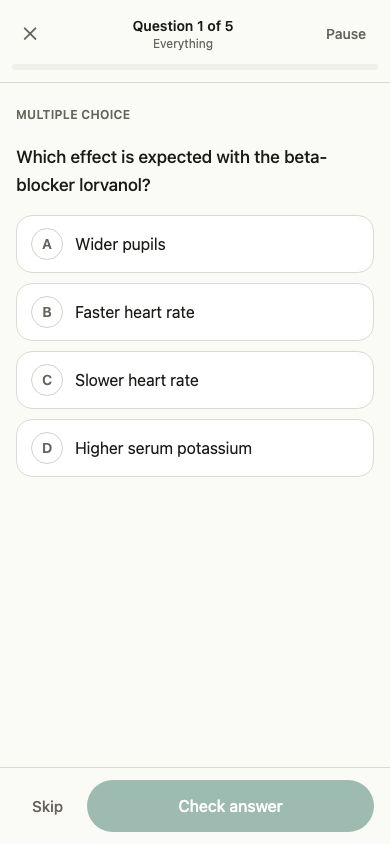 Question 1 of 5
Everything
Pause
MULTIPLE CHOICE
Which effect is expected with the beta-
blocker lorvanol?
A Wider pupils
B Faster heart rate
C Slower heart rate
D Higher serum potassium
Skip
Check answer